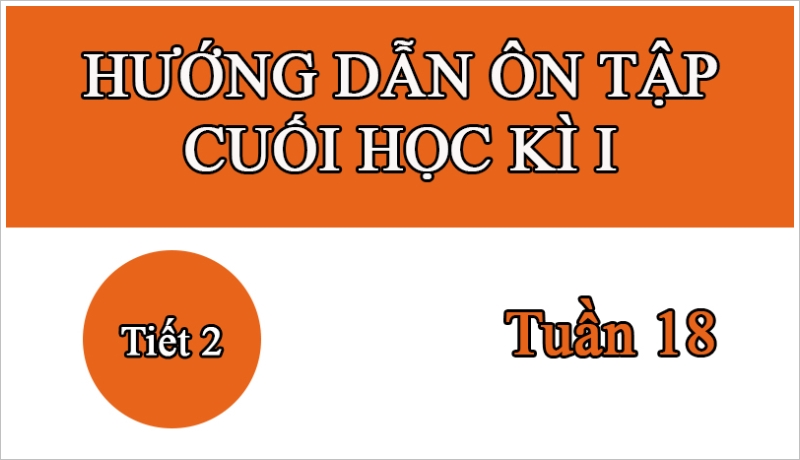 HƯỚNG DẪN ÔN TẬP
CUỐI HỌC KÌ I
Tiết 2
Tuần 18